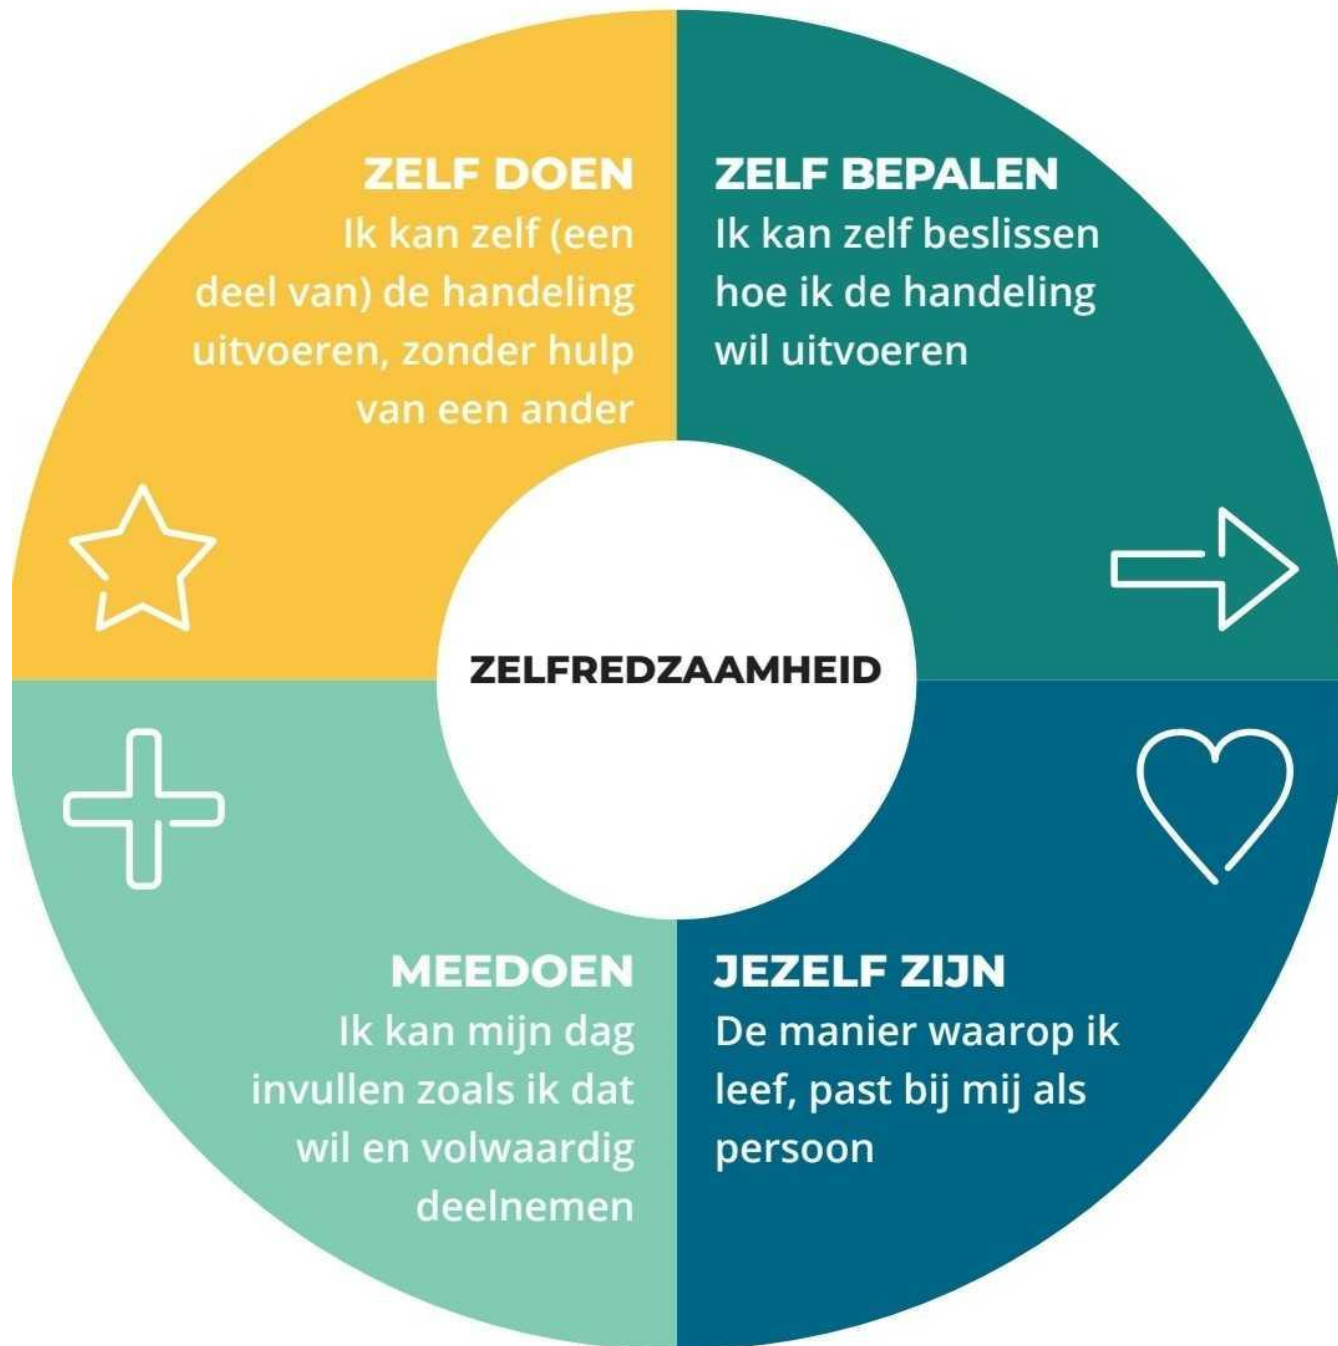 ZELF DOEN
Ik kan zelf (een
deel van) de handeling
uitvoeren, zonder hulp
van een ander
ZELF BEPALEN
Ik kan zelf beslissen
hoe ik de handeling
wil uitvoeren
ZELFREDZAAMHEID
MEEDOEN
Ik kan mijn dag
invullen zoals ik dat
wil en volwaardig
deelnemen
JEZELF ZIJN
De manier waarop ik
leef, past bij mij als
persoon